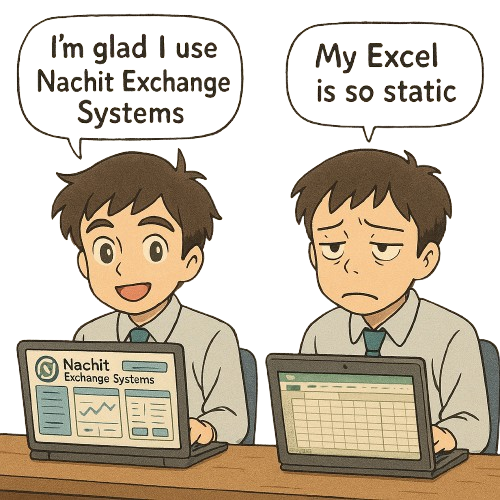 I'm glad I use
Nachit Exchange
Systems
My Excel
is so static
Nachit
Exchange Systems